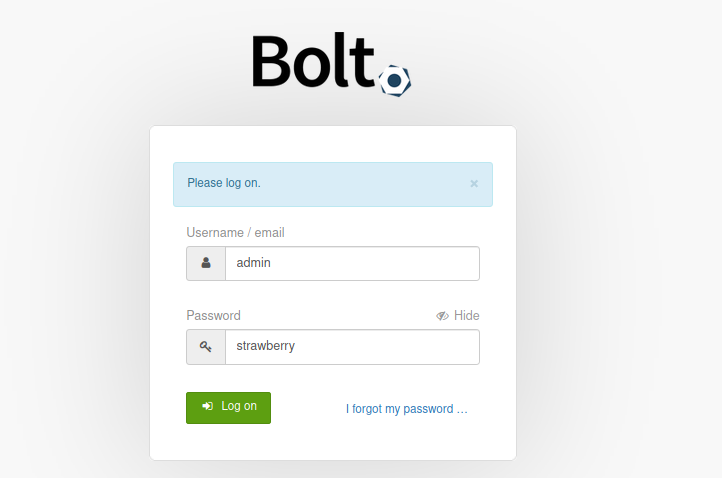 Bolt
Please log on.
×
Username / email
admin
Password
Hide
strawberry
Log on
I forgot my password ...